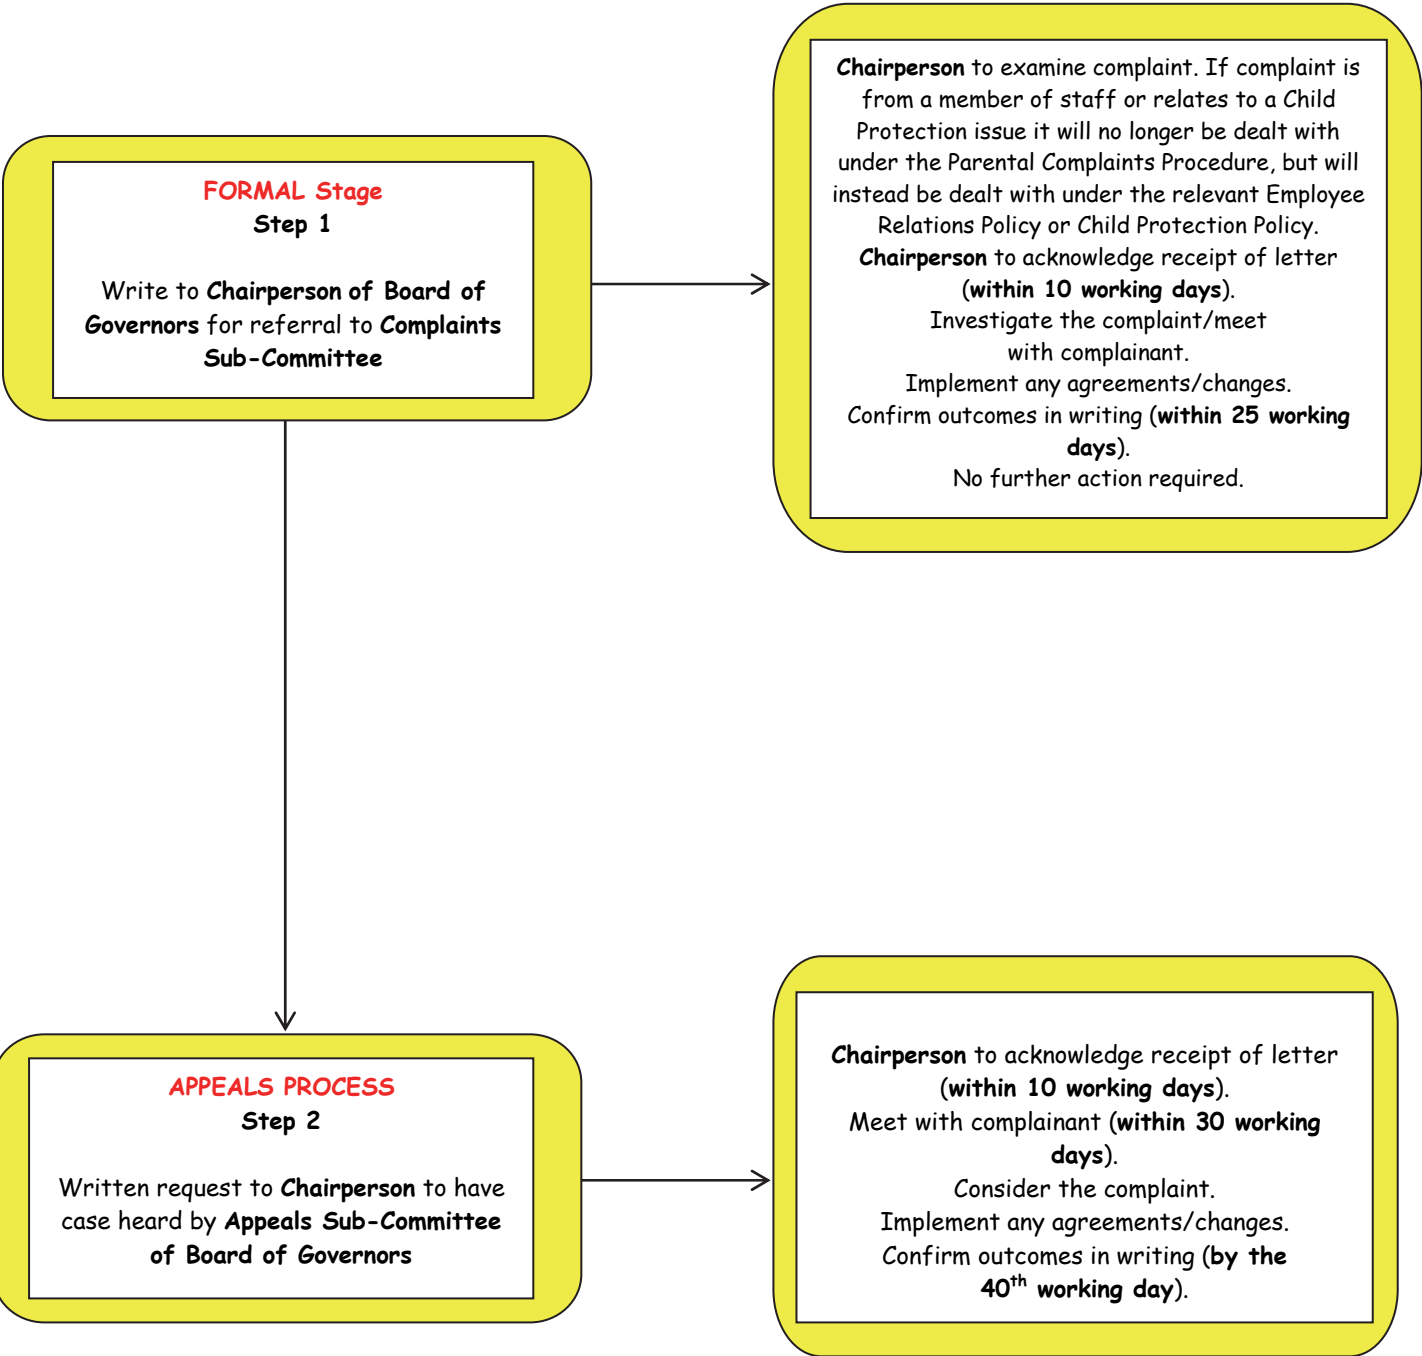 FORMAL Stage
Step 1
Write to Chairperson of Board of
Governors for referral to Complaints
Sub-Committee
Chairperson to examine complaint. If complaint is
from a member of staff or relates to a Child
Protection issue it will no longer be dealt with
under the Parental Complaints Procedure, but will
instead be dealt with under the relevant Employee
Relations Policy or Child Protection Policy.
Chairperson to acknowledge receipt of letter
(within 10 working days).
Investigate the complaint/meet
with complainant.
Implement any agreements/changes.
Confirm outcomes in writing (within 25 working
days).
No further action required.
APPEALS PROCESS
Step 2
Written request to Chairperson to have
case heard by Appeals Sub-Committee
of Board of Governors
Chairperson to acknowledge receipt of letter
(within 10 working days).
Meet with complainant (within 30 working
days).
Consider the complaint.
Implement any agreements/changes.
Confirm outcomes in writing (by the
40th working day).